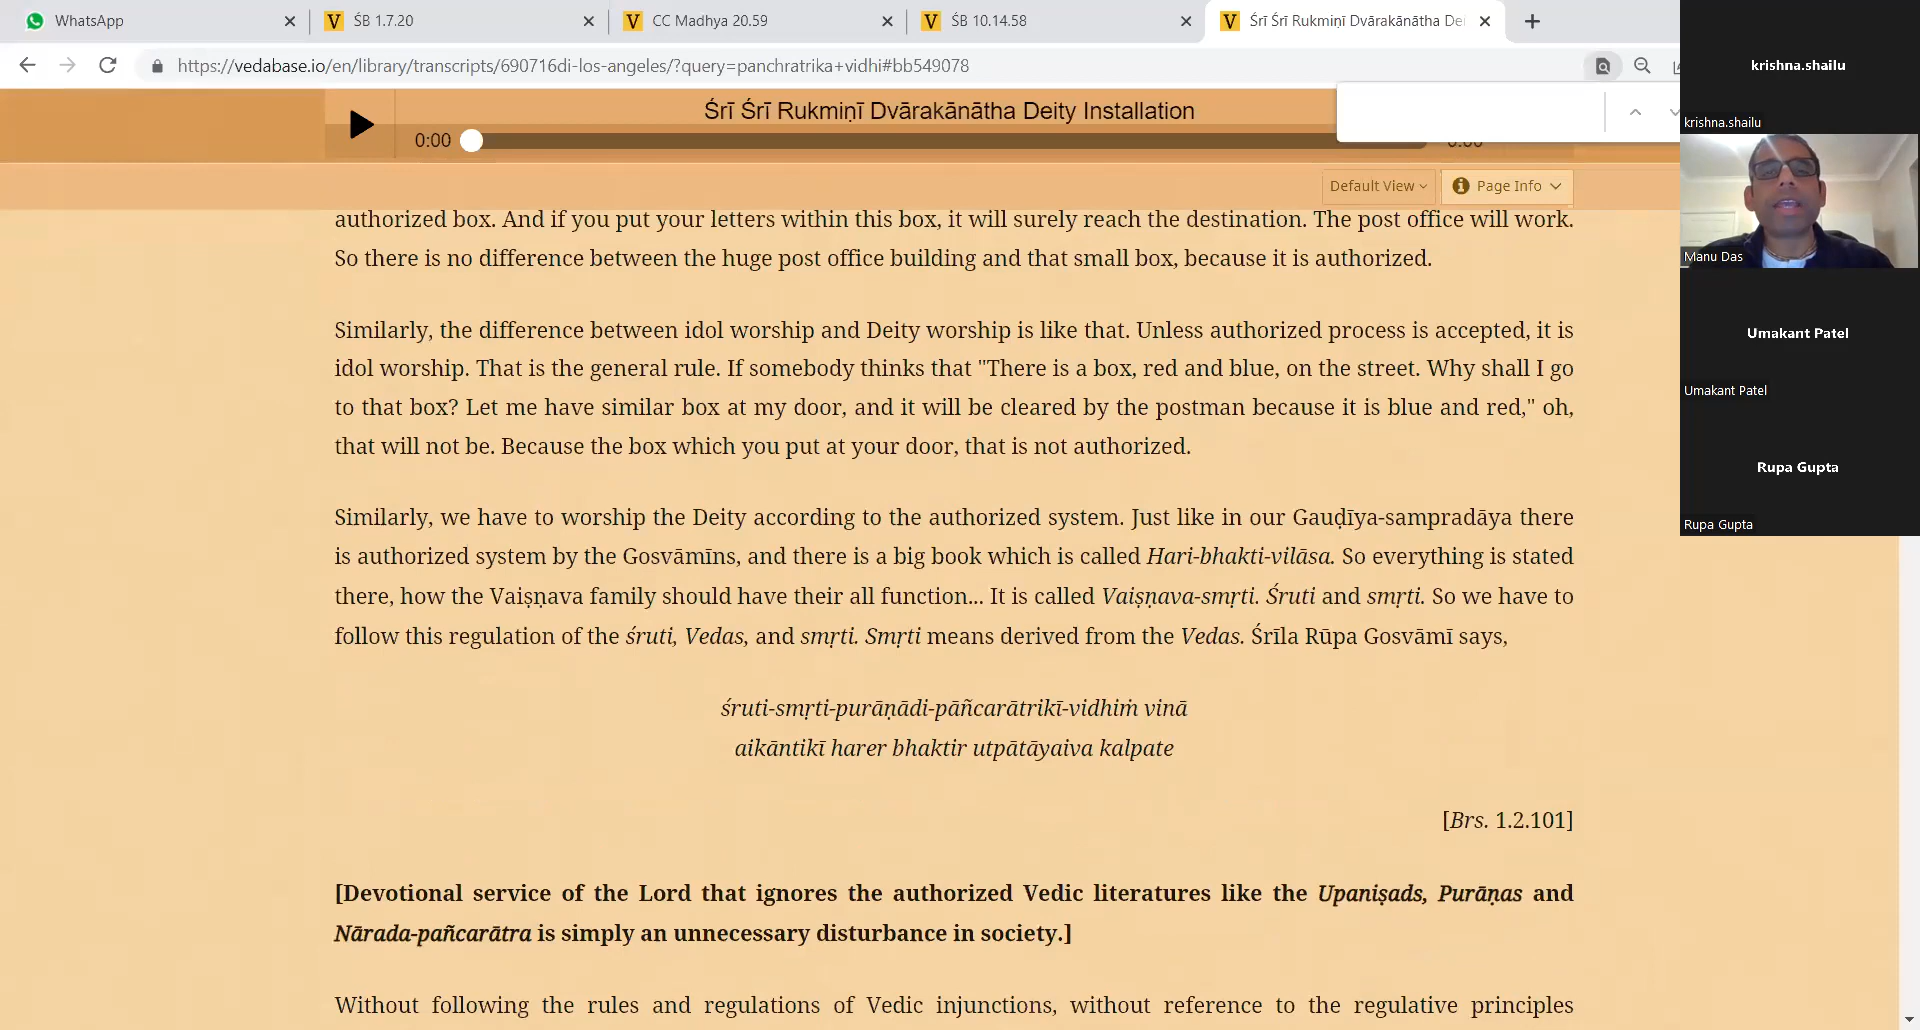 WhatsApp
ŚB 1.7.20
CC Madhya 20.59
ŚB 10.14.58
Śrī Śrī Rukmiṇī Dvārakānātha Dei
https://vedabase.io/en/library/transcripts/690716di-los-angeles/?query=panchratrika+vidhi#bb549078
Śrī Śrī Rukmiṇī Dvārakānātha Deity Installation
0:00
0:00
Default View
Page Info
authorized box. And if you put your letters within this box, it will surely reach the destination. The post office will work.
So there is no difference between the huge post office building and that small box, because it is authorized.
Similarly, the difference between idol worship and Deity worship is like that. Unless authorized process is accepted, it is
idol worship. That is the general rule. If somebody thinks that "There is a box, red and blue, on the street. Why shall I go
to that box? Let me have similar box at my door, and it will be cleared by the postman because it is blue and red," oh,
that will not be. Because the box which you put at your door, that is not authorized.
Similarly, we have to worship the Deity according to the authorized system. Just like in our Gauḍīya-sampradāya there
is authorized system by the Gosvāmīns, and there is a big book which is called Hari-bhakti-vilāsa. So everything is stated
there, how the Vaiṣṇava family should have their all function... It is called Vaiṣṇava-smṛti. Śruti and smṛti. So we have to
follow this regulation of the śruti, Vedas, and smṛti. Smṛti means derived from the Vedas. Śrīla Rūpa Gosvāmī says,
śruti-smṛti-purāṇādi-pāñcarātrikī-vidhiṁ vinā
aikāntikī harer bhaktir utpātāyaiva kalpate
[Brs. 1.2.101]
[Devotional service of the Lord that ignores the authorized Vedic literatures like the Upaniṣads, Purāṇas and
Nārada-pañcarātra is simply an unnecessary disturbance in society.]
Without following the rules and regulations of Vedic injunctions, without reference to the regulative principles
krishna.shailu
krishna.shailu
Manu Das
Umakant Patel
Umakant Patel
Rupa Gupta
Rupa Gupta